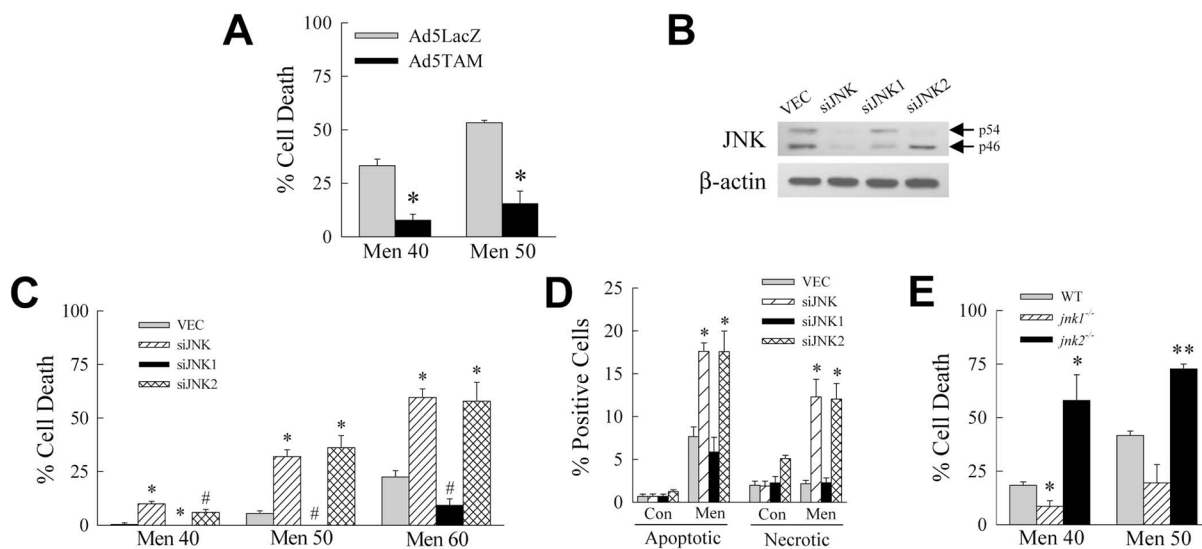 A
100
75
50
25
0
% Cell Death
Ad5LacZ
Ad5TAM
*
*
Men 40
Men 50
B
VEC
siJNK
siJNK1
siJNK2
JNK
p54
p46
β-actin
C
100
75
50
25
0
% Cell Death
VEC
siJNK
siJNK1
siJNK2
*
*
#
*
#
*
*
#
*
Men 40
Men 50
Men 60
D
25
20
15
10
5
0
% Positive Cells
VEC
siJNK
siJNK1
siJNK2
*
*
*
*
Con
Men
Con
Men
Apoptotic
Necrotic
E
100
75
50
25
0
% Cell Death
WT
jnk1-/-
jnk2-/-
*
*
**
Men 40
Men 50